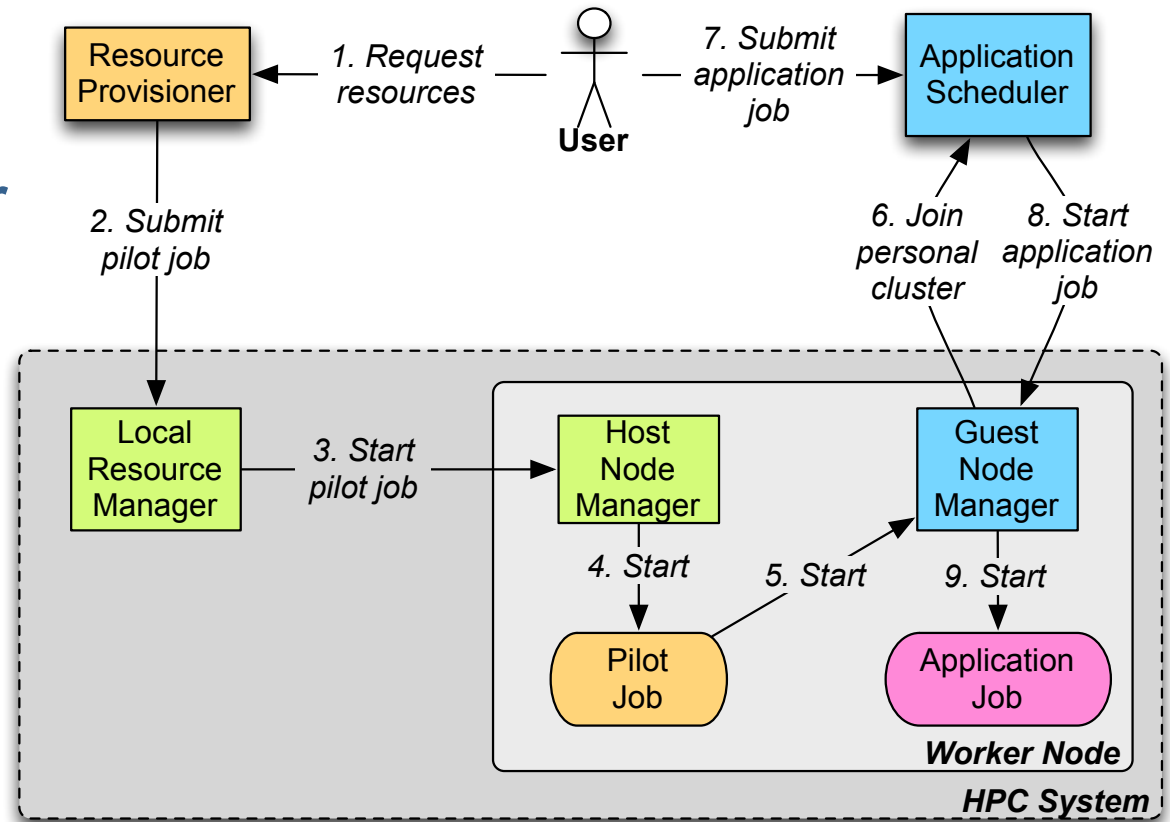 Resource
Provisioner
1. Request
resources
User
7. Submit
application
job
Application
Scheduler
2. Submit
pilot job
6. Join
personal
cluster
8. Start
application
job
Local
Resource
Manager
3. Start
pilot job
Host
Node
Manager
Guest
Node
Manager
4. Start
5. Start
9. Start
Pilot
Job
Application
Job
Worker Node
HPC System